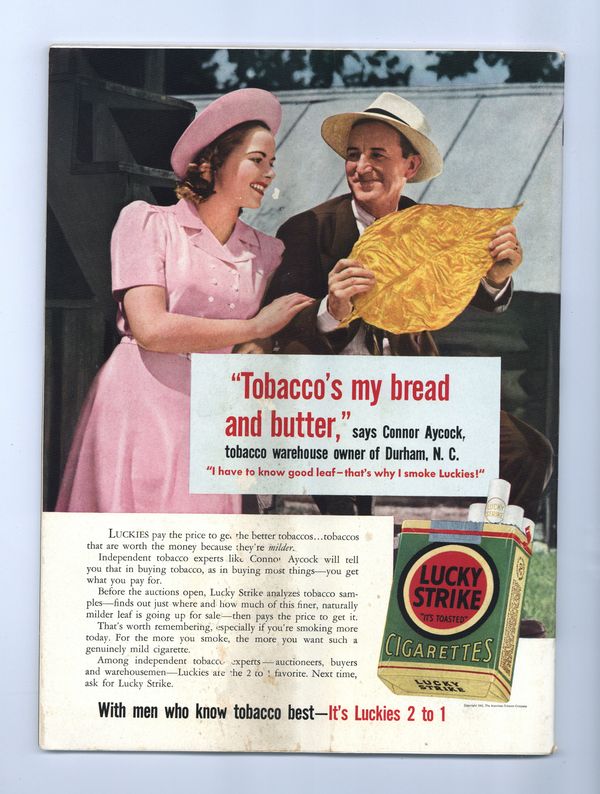 “Tobacco’s my bread
and butter,” says Connor Aycock,
tobacco warehouse owner of Durham, N. C.
“I have to know good leaf—that’s why I smoke Luckies!”
LUCKIES pay the price to get the better tobaccos...tobaccos
that are worth the money because they’re milder.
Independent tobacco experts like Connor Aycock will tell
you that in buying tobacco, as in buying most things—you get
what you pay for.
Before the auctions open, Lucky Strike analyzes tobacco sam-
ples—finds out just where and how much of this finer, naturally
milder leaf is going up for sale—then pays the price to get it.
That’s worth remembering, especially if you’re smoking more
today. For the more you smoke, the more you want such a
genuinely mild cigarette.
Among independent tobacco experts—auctioneers, buyers
and warehousemen—Luckies are the 2 to 1 favorite. Next time,
ask for Lucky Strike.
With men who know tobacco best—It’s Luckies 2 to 1
LUCKY
STRIKE
LUCKY
STRIKE
“IT’S TOASTED”
CIGARETTES
LUCKY
STRIKE
The American Tobacco Company